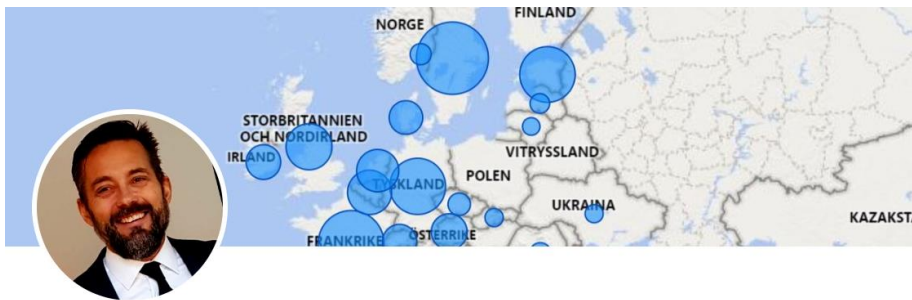 NORGE
FINLAND
STORBRITANNIEN
OCH NORDIRLAND
IRLAND
VITRYSSLAND
TYSKLAND
POLEN
UKRAINA
KAZAKSTA
FRANKRIKE
ÖSTERRIKE